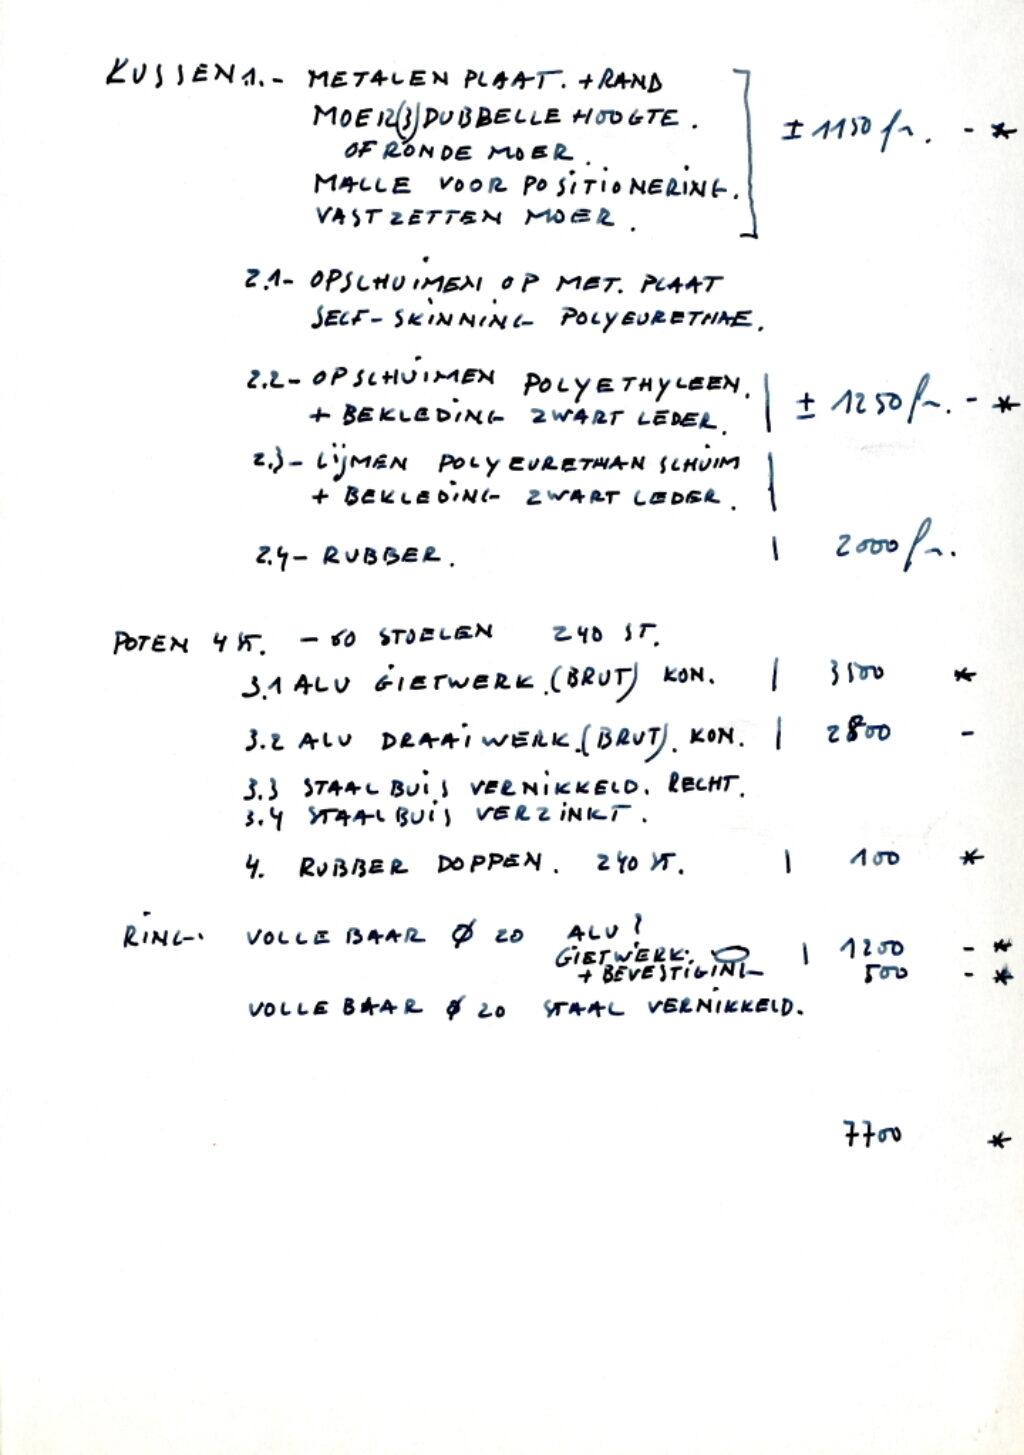 KUSSEN 1.- METALEN PLAAT. + RAND
MOER(3) DUBBELLE HOOGTE.
OF RONDE MOER. ± 1150 fr. - *
MALLE VOOR POSITIONERING.
VASTZETTEN MOER.
2.1- OPSCHUIMEN OP MET. PLAAT
SELF-SKINNING POLYEURETHAE.
2.2- OPSCHUIMEN POLYETHYLEEN. | ± 1250 fr. - *
+ BEKLEDING ZWART LEDER.
2.3- LIJMEN POLYEURETHAN SCHUIM |
+ BEKLEDING ZWART LEDER.
2.4- RUBBER. | 2000 fr.
POTEN 4 ST. - 60 STOELEN 240 ST.
3.1 ALU GIETWERK.(BRUT) KON. | 3500 *
3.2 ALU DRAAIWERK.(BRUT). KON. | 2800 -
3.3 STAALBUIS VERNIKKELD. RECHT.
3.4 STAALBUIS VERZINKT.
4. RUBBER DOPPEN. 240 ST. | 100 *
RING. VOLLE BAAR Ø 20 ALU?
GIETWERK. | 1200 - *
+ BEVESTIGING 500 - *
VOLLE BAAR Ø 20 STAAL VERNIKKELD.
7700 *